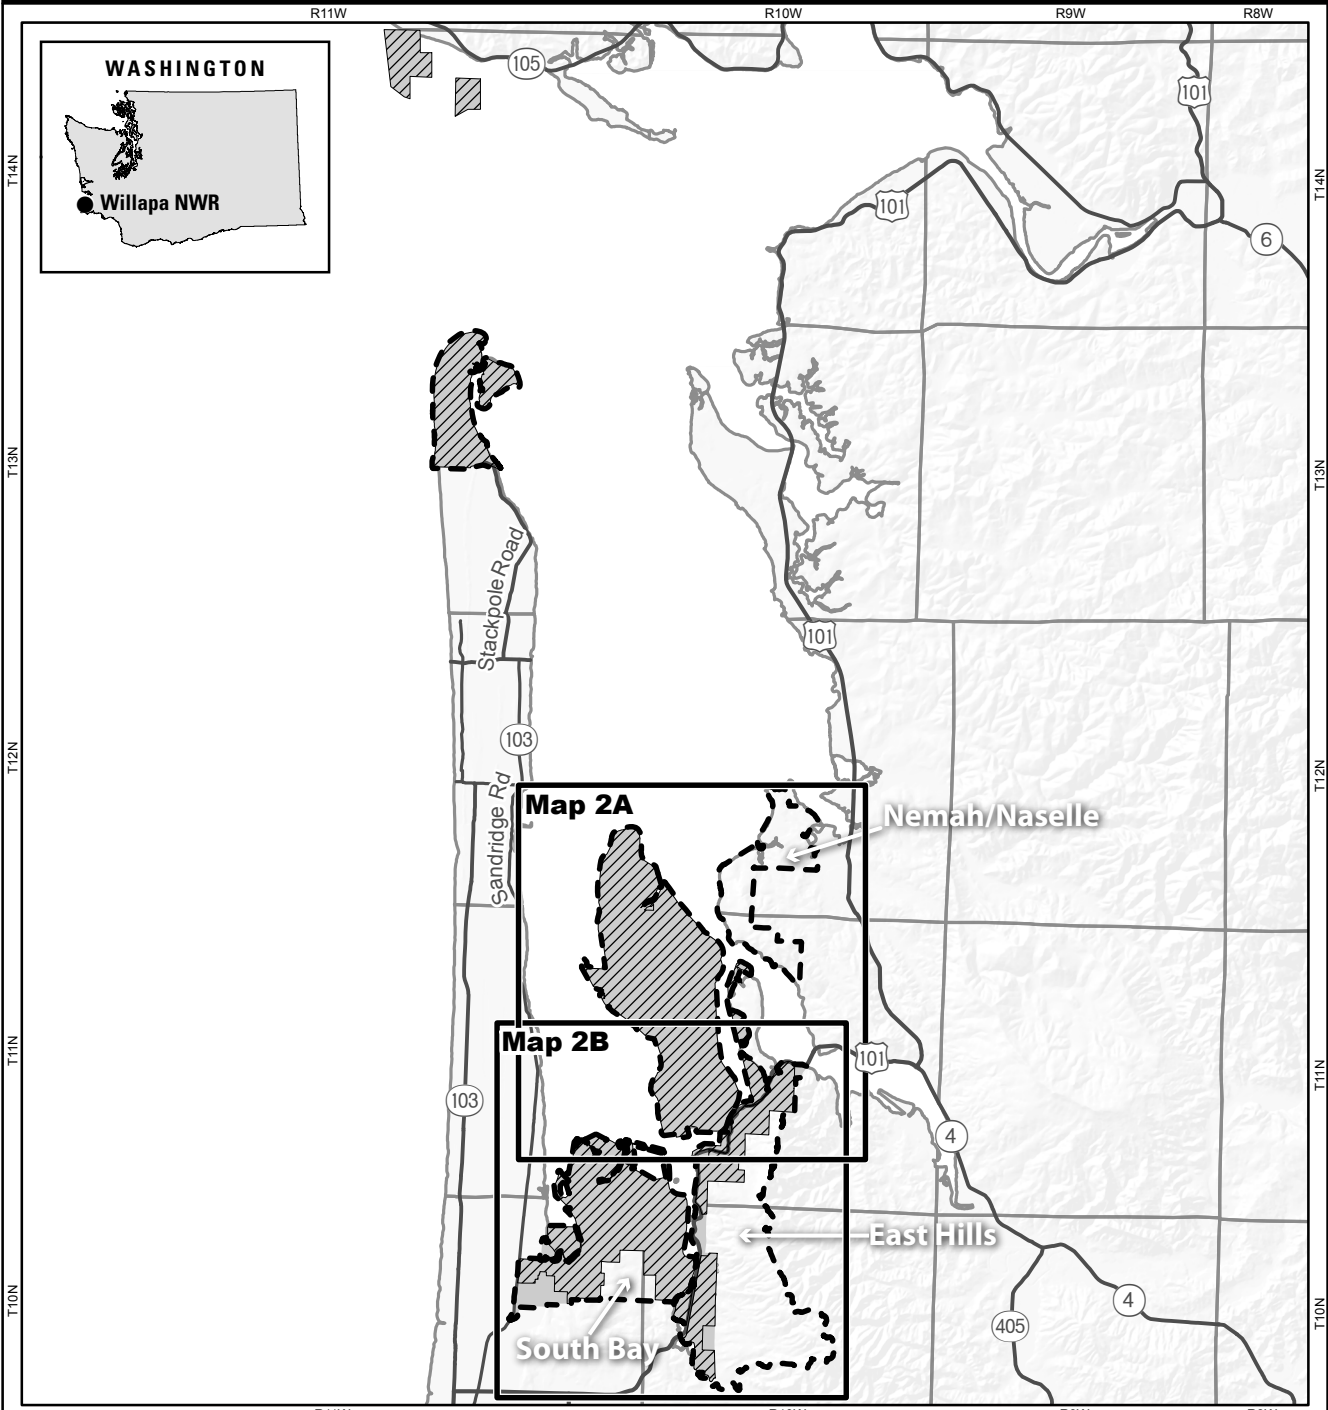 R11W
R10W
R9W
R8W
WASHINGTON
Willapa NWR
105
101
101
6
T14N
T14N
T13N
T13N
Stackpole Road
101
103
T12N
T12N
Sandridge Rd
Map 2A
Nemah/Naselle
Map 2B
101
T11N
T11N
103
4
East Hills
T10N
T10N
4
405
South Bay